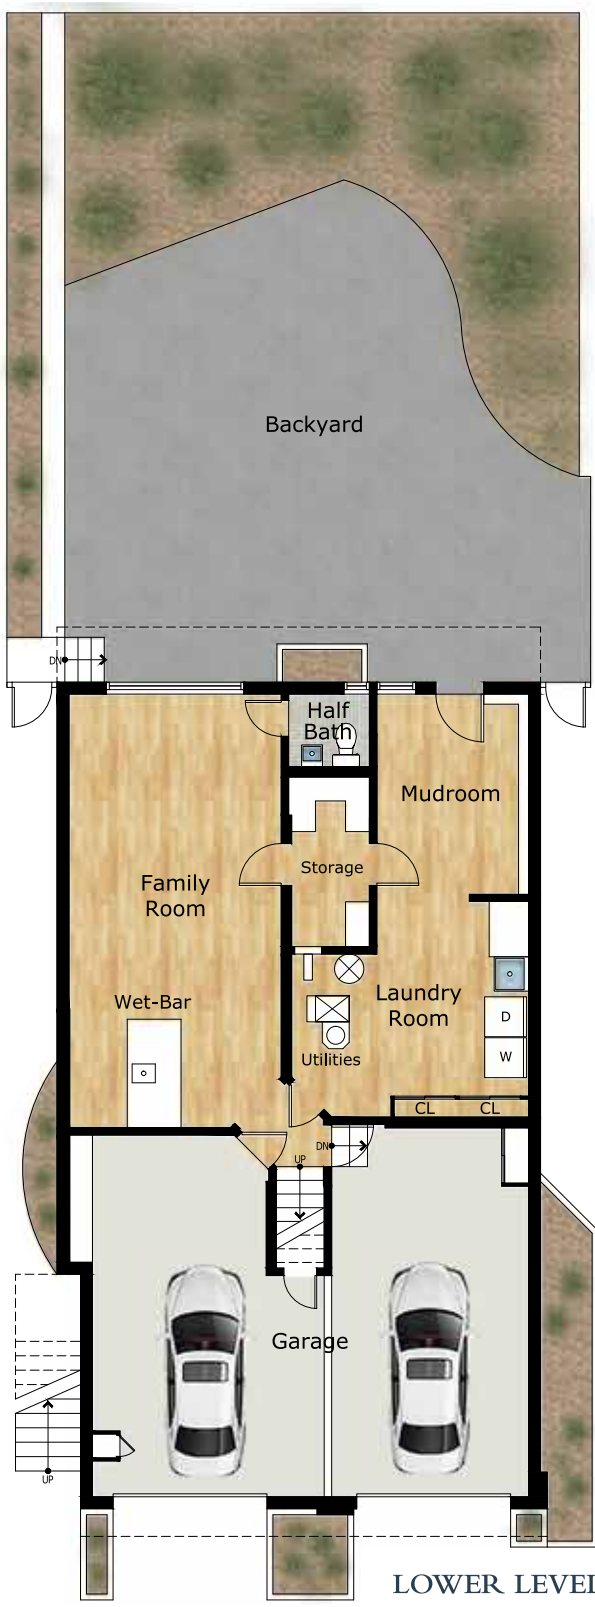 Backyard
DN
Half
Bath
Mudroom
Storage
Family
Room
Wet-Bar
Laundry
Room
D
Utilities
W
CL CL
DN
UP
Garage
UP
LOWER LEVEL